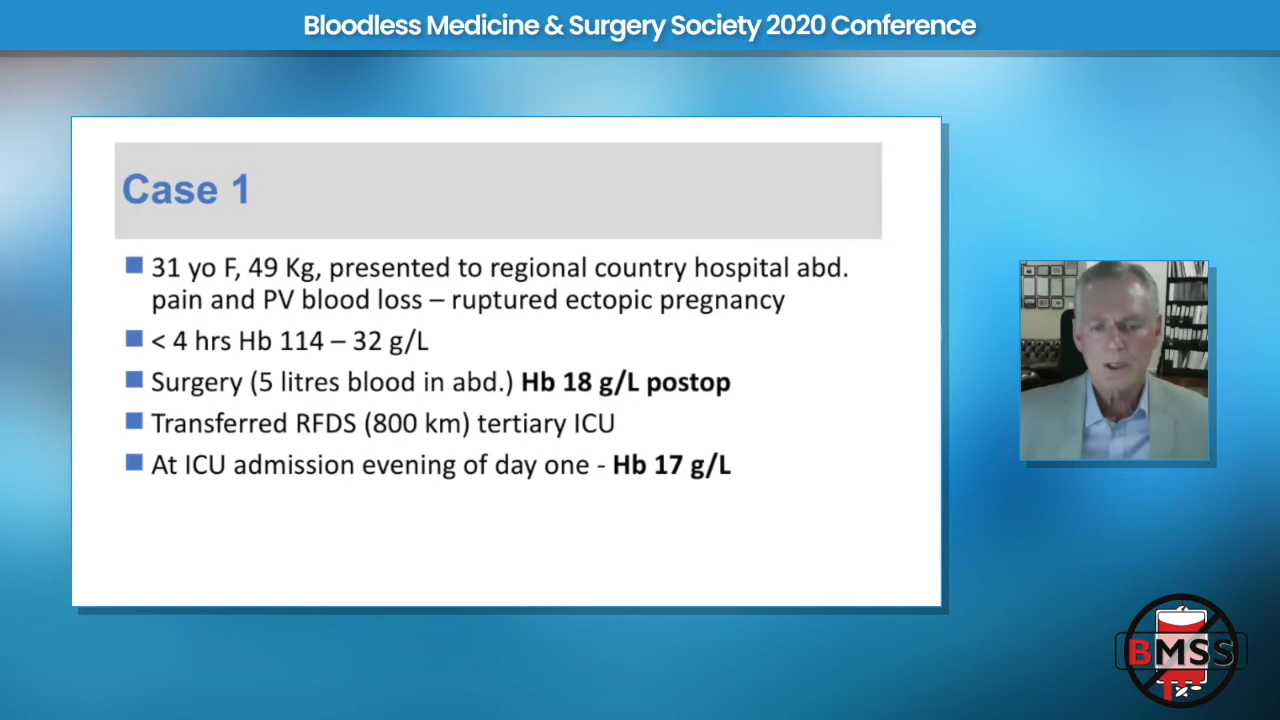 Bloodless Medicine & Surgery Society 2020 Conference
Case 1
31 yo F, 49 Kg, presented to regional country hospital abd.
pain and PV blood loss – ruptured ectopic pregnancy
< 4 hrs Hb 114 – 32 g/L
Surgery (5 litres blood in abd.) Hb 18 g/L postop
Transferred RFDS (800 km) tertiary ICU
At ICU admission evening of day one - Hb 17 g/L
BMSS